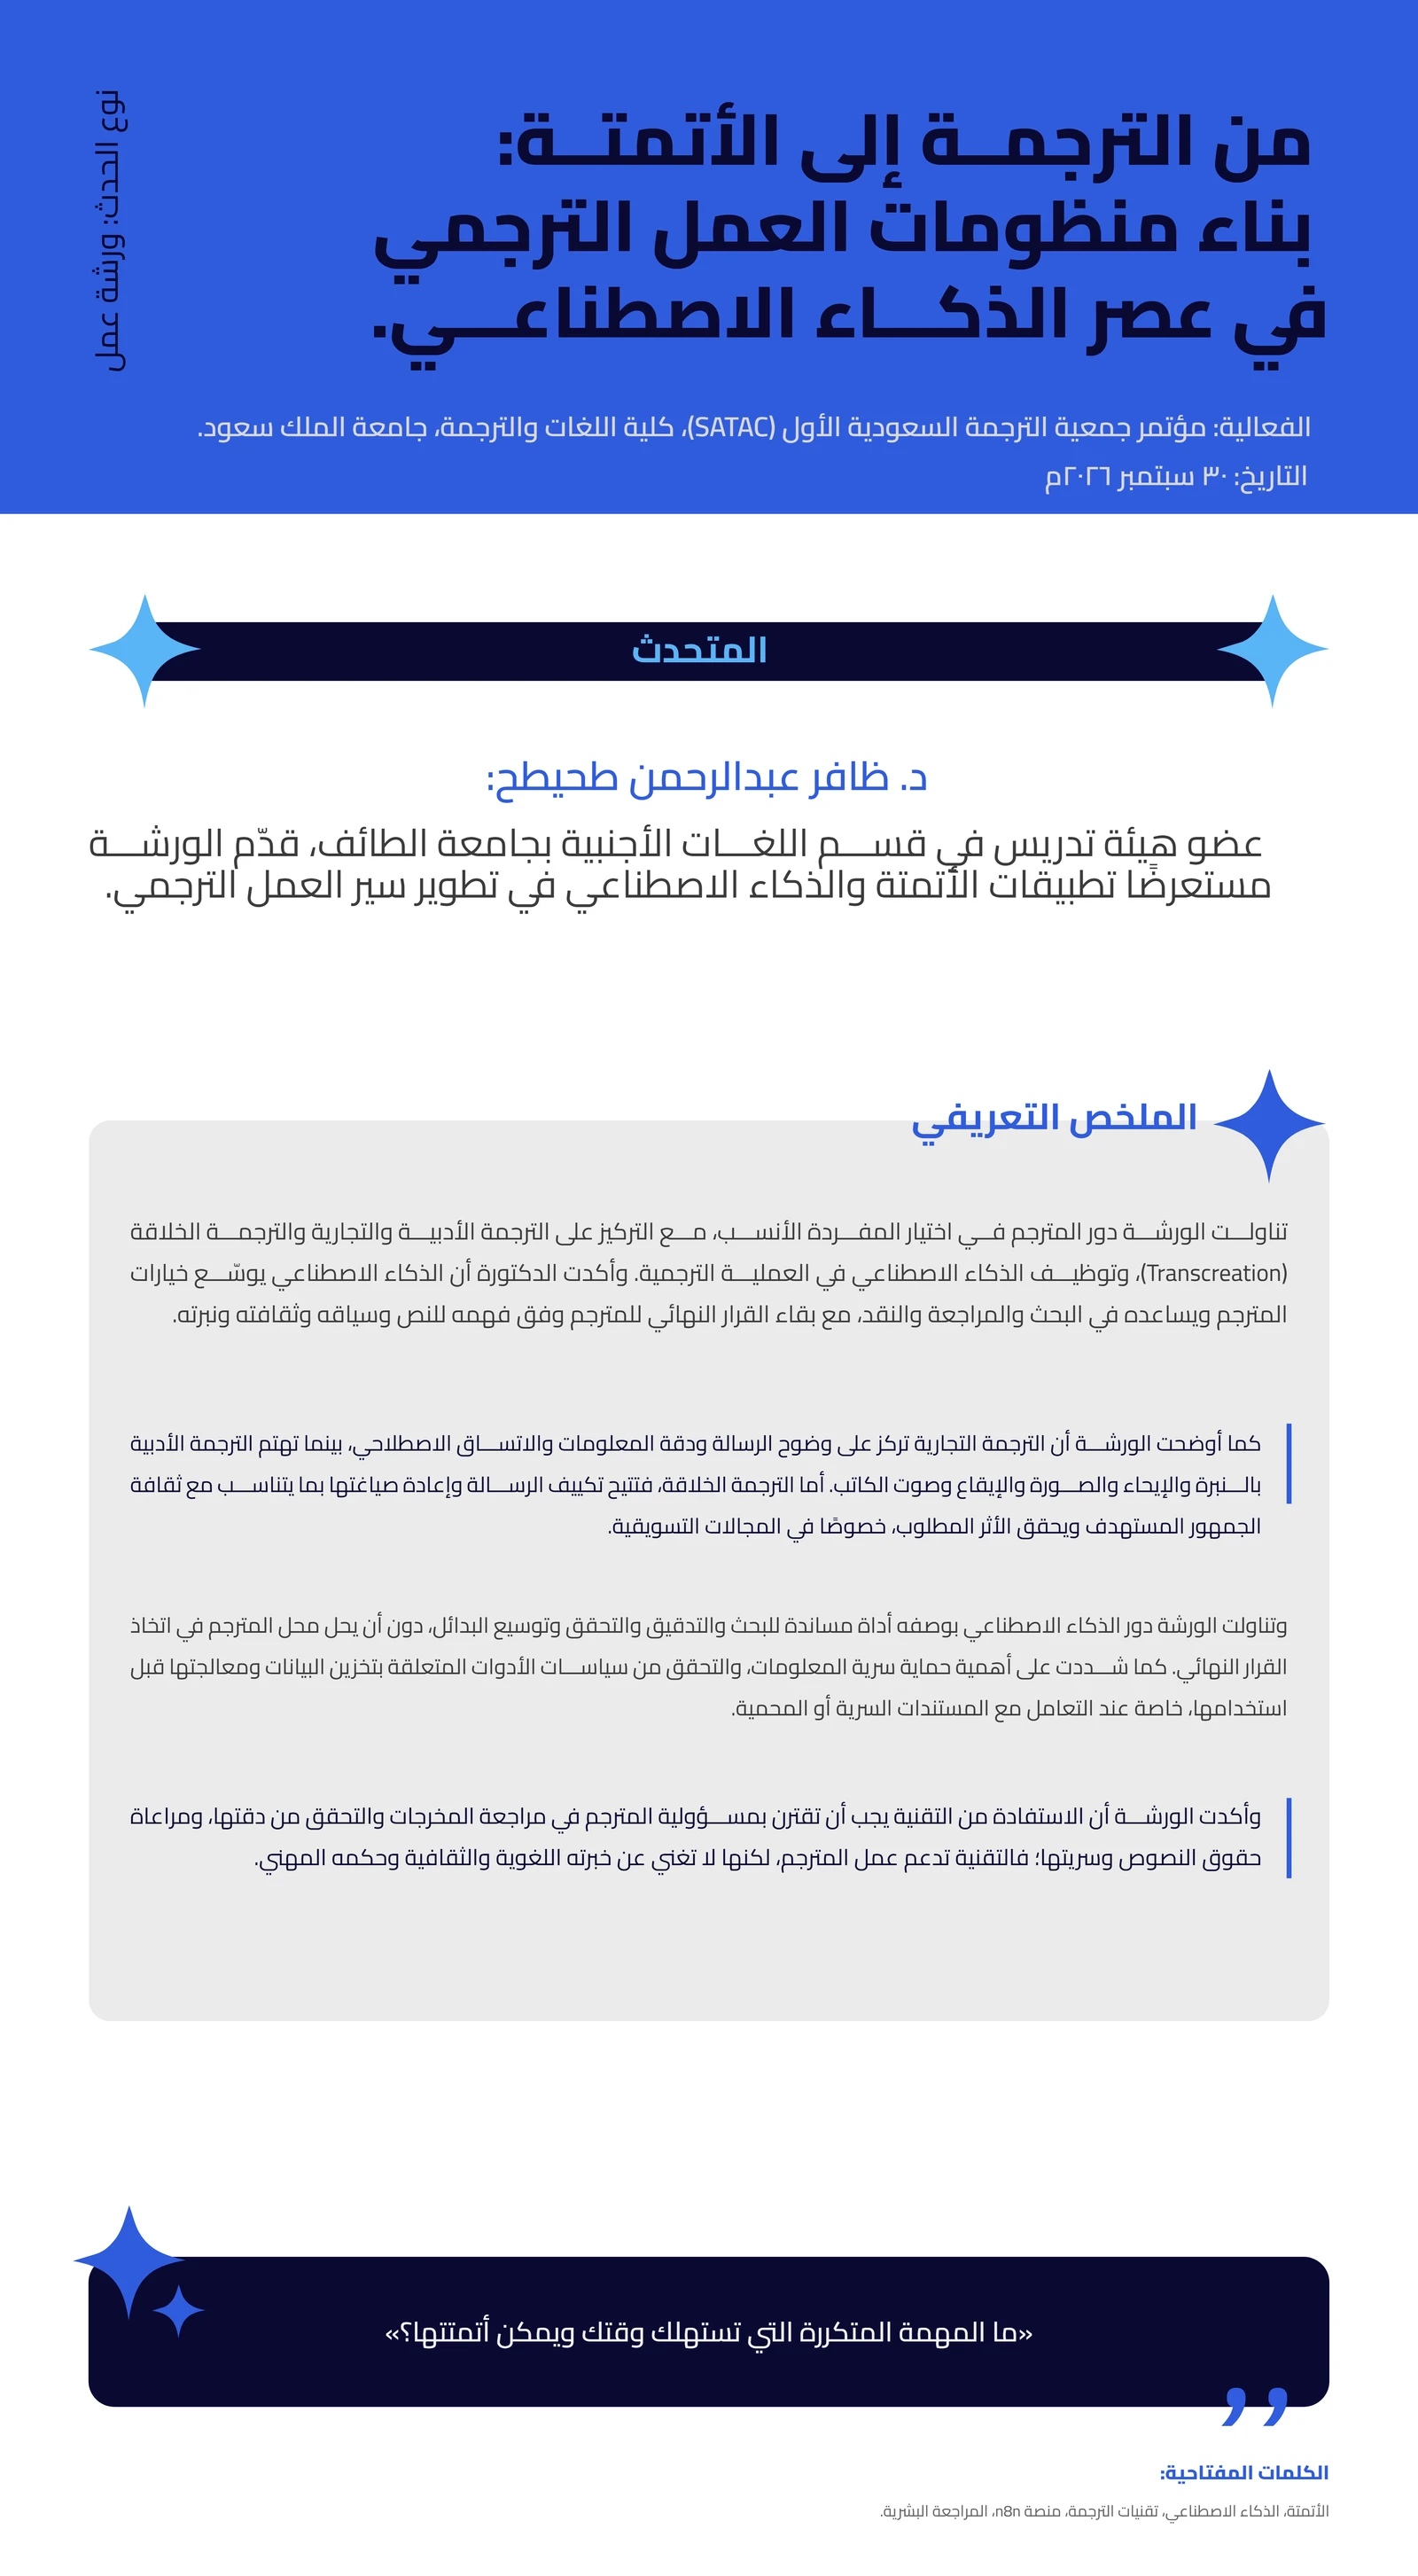 من الترجمــة إلى الأتمتــة:
بناء منظومات العمل الترجمي
في عصر الذكــاء الاصطناعــي.
نوع الحدث: ورشة عمل
الفعالية: مؤتمر جمعية الترجمة السعودية الأول (SATAC)، كلية اللغات والترجمة، جامعة الملك سعود.
التاريخ: ٣٠ سبتمبر ٢٠٢٦م
المتحدث
د. ظافر عبدالرحمن طحيطح:
عضو هيئة تدريس في قســم اللغــات الأجنبية بجامعة الطائف، قدّم الورشــة
مستعرضًا تطبيقات الأتمتة والذكاء الاصطناعي في تطوير سير العمل الترجمي.
الملخص التعريفي
تناولــت الورشــة دور المترجم فــي اختيار المفــردة الأنســب، مــع التركيز على الترجمة الأدبيــة والتجارية والترجمــة الخلاقة
(Transcreation)، وتوظيــف الذكاء الاصطناعي في العمليــة الترجمية. وأكدت الدكتورة أن الذكاء الاصطناعي يوسّــع خيارات
المترجم ويساعده في البحث والمراجعة والنقد، مع بقاء القرار النهائي للمترجم وفق فهمه للنص وسياقه وثقافته ونبرته.
كما أوضحت الورشــة أن الترجمة التجارية تركز على وضوح الرسالة ودقة المعلومات والاتســاق الاصطلاحي، بينما تهتم الترجمة الأدبية
بالــنبرة والإيحاء والصــورة والإيقاع وصوت الكاتب. أما الترجمة الخلاقة، فتتيح تكييف الرســالة وإعادة صياغتها بما يتناســب مع ثقافة
الجمهور المستهدف ويحقق الأثر المطلوب، خصوصًا في المجالات التسويقية.
وتناولت الورشة دور الذكاء الاصطناعي بوصفه أداة مساندة للبحث والتدقيق والتحقق وتوسيع البدائل، دون أن يحل محل المترجم في اتخاذ
القرار النهائي. كما شــددت على أهمية حماية سرية المعلومات، والتحقق من سياســات الأدوات المتعلقة بتخزين البيانات ومعالجتها قبل
استخدامها، خاصة عند التعامل مع المستندات السرية أو المحمية.
وأكدت الورشــة أن الاستفادة من التقنية يجب أن تقترن بمســؤولية المترجم في مراجعة المخرجات والتحقق من دقتها، ومراعاة
حقوق النصوص وسريتها؛ فالتقنية تدعم عمل المترجم، لكنها لا تغني عن خبرته اللغوية والثقافية وحكمه المهني.
«ما المهمة المتكررة التي تستهلك وقتك ويمكن أتمتتها؟»
الكلمات المفتاحية:
الأتمتة، الذكاء الاصطناعي، تقنيات الترجمة، منصة n8n، المراجعة البشرية.